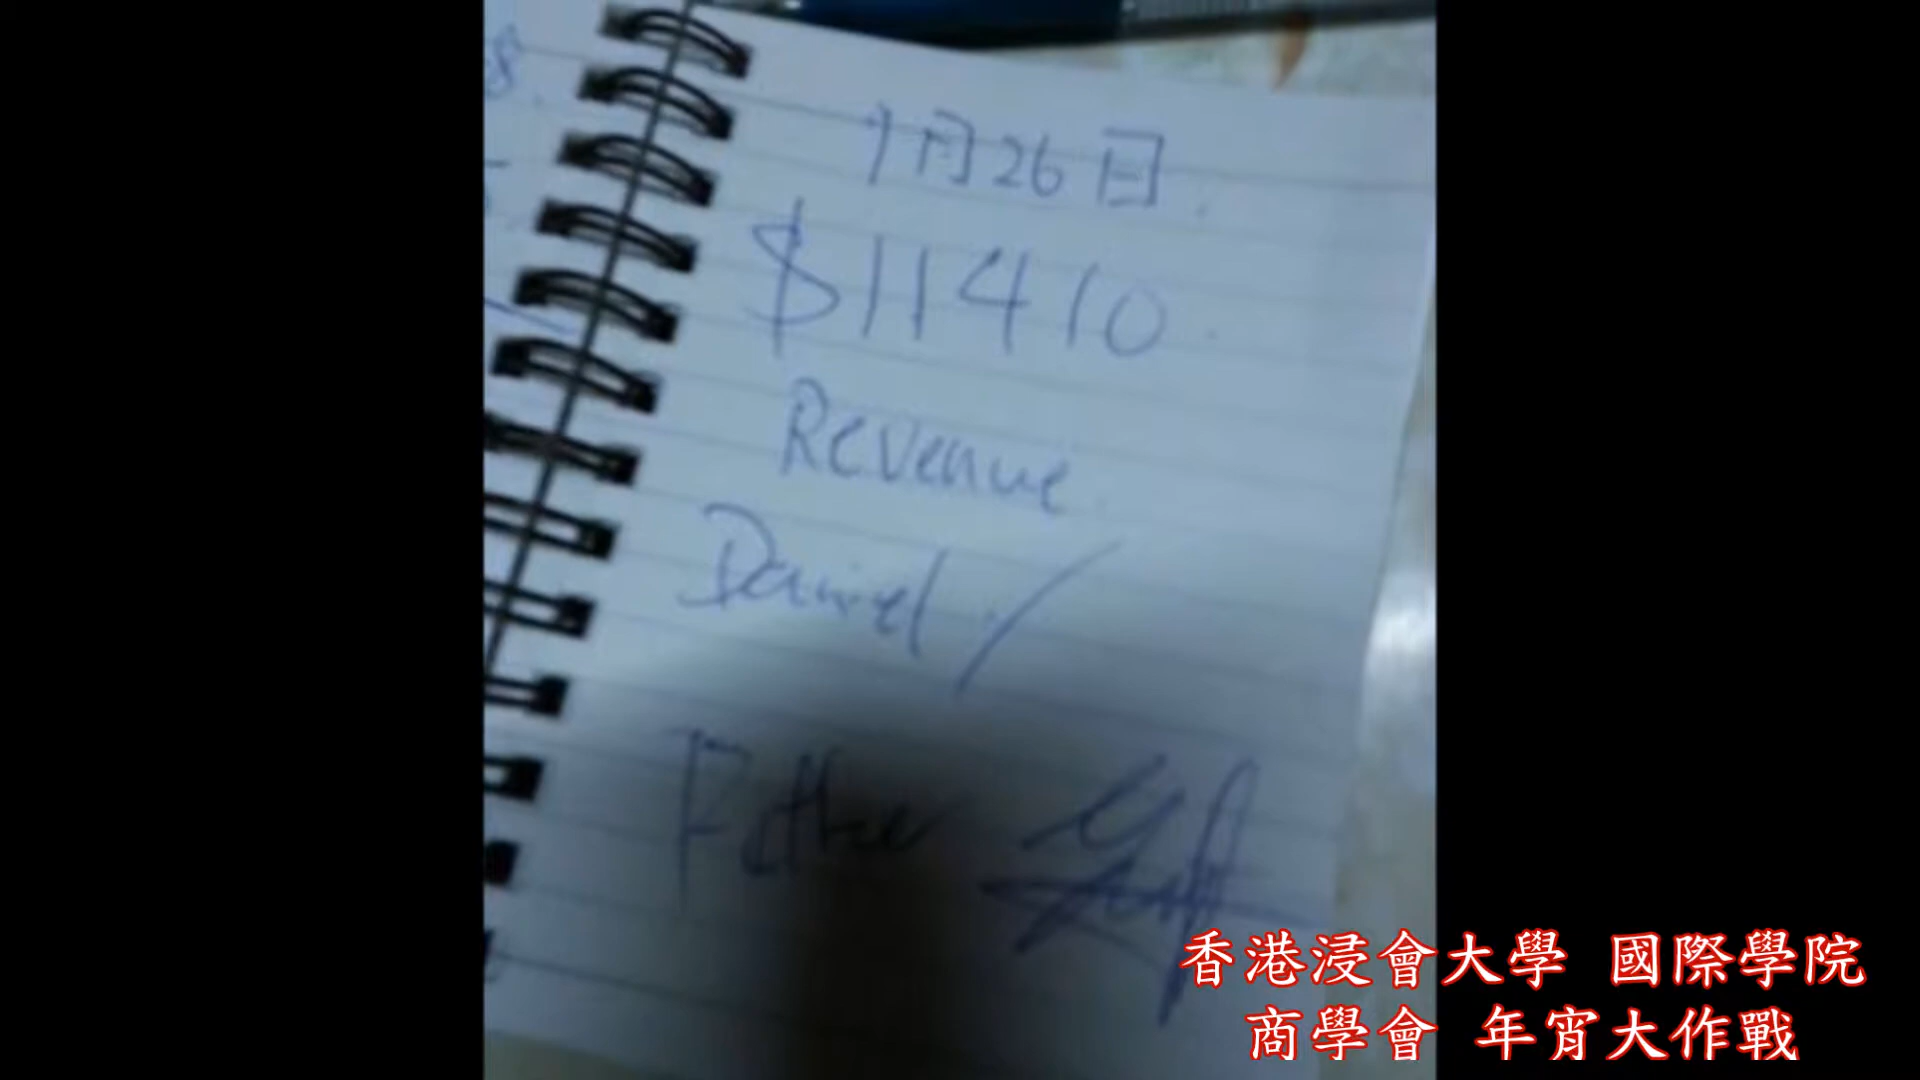 1月26日.
$11410.
Revenue.
Daniel /
香港浸會大學 國際學院
商學會 年宵大作戰